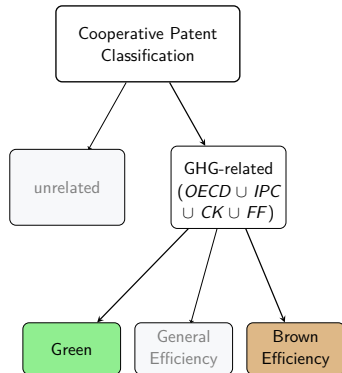 Cooperative Patent
Classification
unrelated
GHG-related
(OECD ∪ IPC
∪ CK ∪ FF)
Green
General
Efficiency
Brown
Efficiency